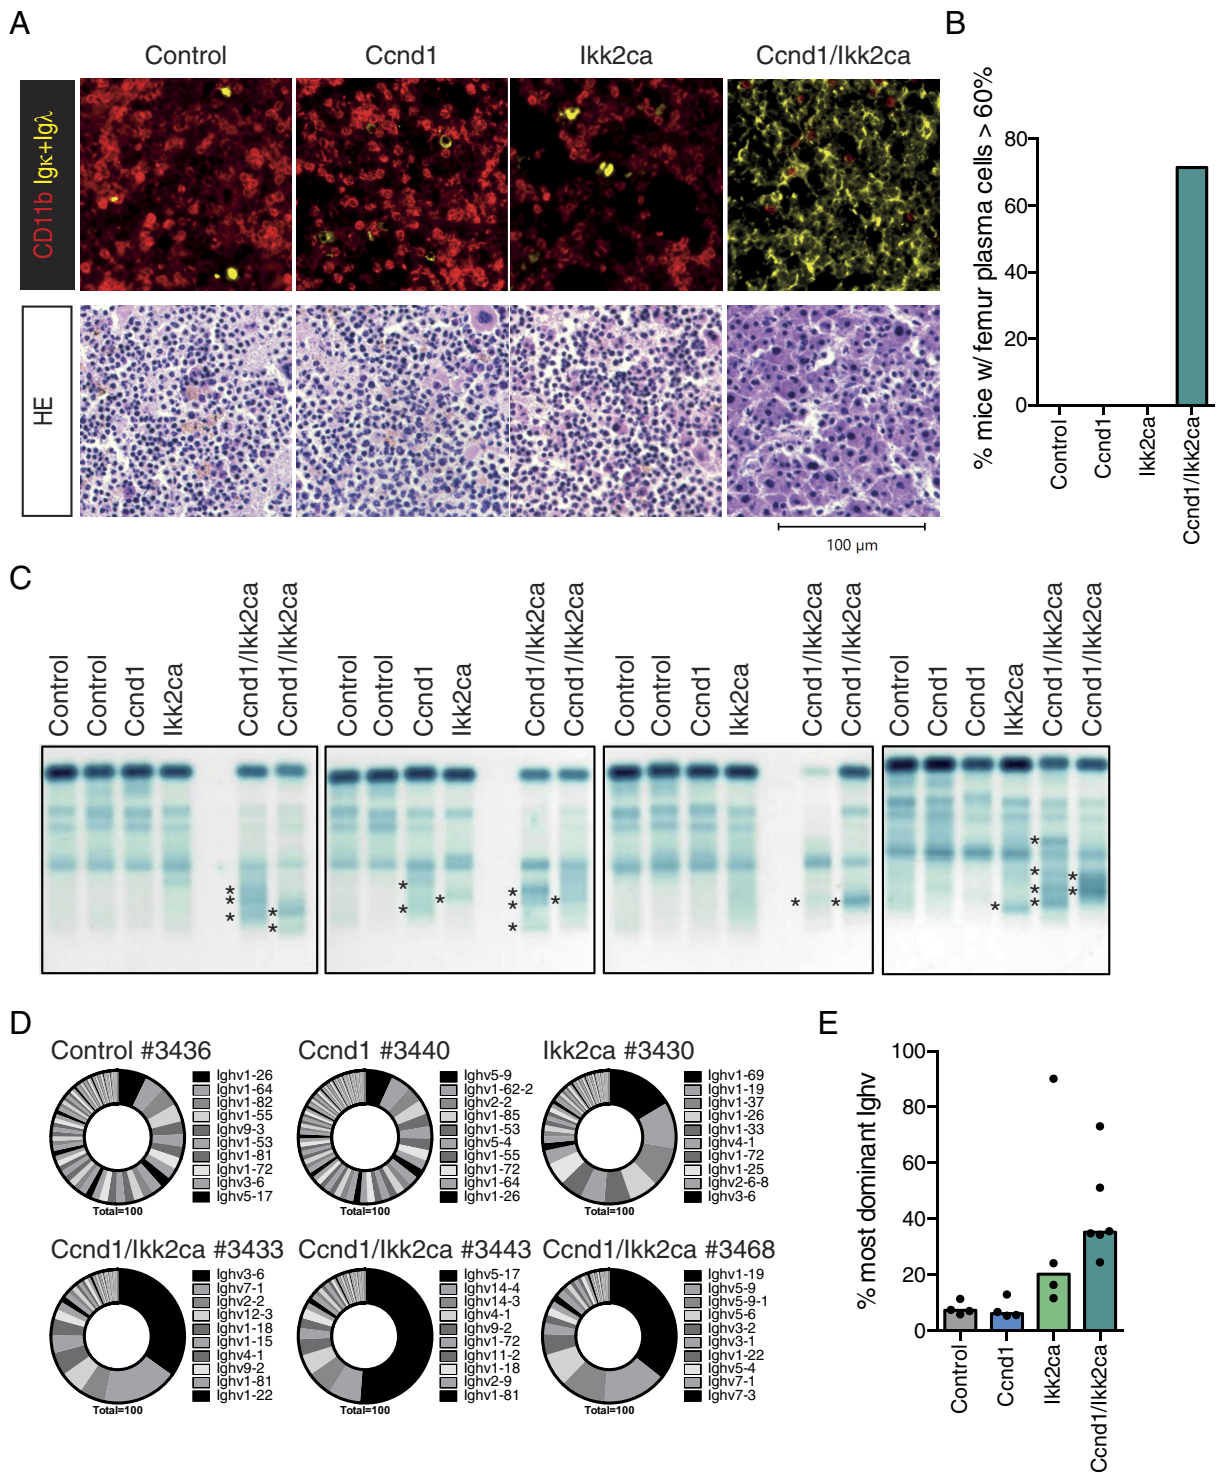 A
Control
Ccnd1
Ikk2ca
Ccnd1/Ikk2ca
CD11b Igκ+Igλ
HE
100 µm
B
% mice w/ femur plasma cells > 60%
80
60
40
20
0
Control
Ccnd1
Ikk2ca
Ccnd1/Ikk2ca
C
Control
Control
Ccnd1
Ikk2ca
Ccnd1/Ikk2ca
Ccnd1/Ikk2ca
Control
Control
Ccnd1
Ikk2ca
Ccnd1/Ikk2ca
Ccnd1/Ikk2ca
Control
Control
Ccnd1
Ikk2ca
Ccnd1/Ikk2ca
Ccnd1/Ikk2ca
Control
Ccnd1
Ccnd1
Ikk2ca
Ccnd1/Ikk2ca
Ccnd1/Ikk2ca
* * * * *
* * * * * * *
* *
* * * * * * *
D
Control #3436
Ighv1-26
Ighv1-64
Ighv1-82
Ighv1-55
Ighv9-3
Ighv1-53
Ighv1-81
Ighv1-72
Ighv3-6
Ighv5-17
Total=100
Ccnd1 #3440
Ighv5-9
Ighv1-62-2
Ighv2-2
Ighv1-85
Ighv1-53
Ighv5-4
Ighv1-55
Ighv1-72
Ighv1-64
Ighv1-26
Total=100
Ikk2ca #3430
Ighv1-69
Ighv1-19
Ighv1-37
Ighv1-26
Ighv1-33
Ighv4-1
Ighv1-72
Ighv1-25
Ighv2-6-8
Ighv3-6
Ccnd1/Ikk2ca #3433
Ighv3-6
Ighv7-1
Ighv2-2
Ighv12-3
Ighv1-18
Ighv1-15
Ighv4-1
Ighv9-2
Ighv1-81
Ighv1-22
Total=100
Ccnd1/Ikk2ca #3443
Ighv5-17
Ighv14-4
Ighv14-3
Ighv4-1
Ighv9-2
Ighv1-72
Ighv11-2
Ighv1-18
Ighv2-9
Ighv1-81
Total=100
Ccnd1/Ikk2ca #3468
Ighv1-19
Ighv5-9
Ighv5-9-1
Ighv5-6
Ighv3-2
Ighv3-1
Ighv1-22
Ighv5-4
Ighv7-1
Ighv7-3
Total=100
E
% most dominant Ighv
100
80
60
40
20
0
Control
Ccnd1
Ikk2ca
Ccnd1/Ikk2ca